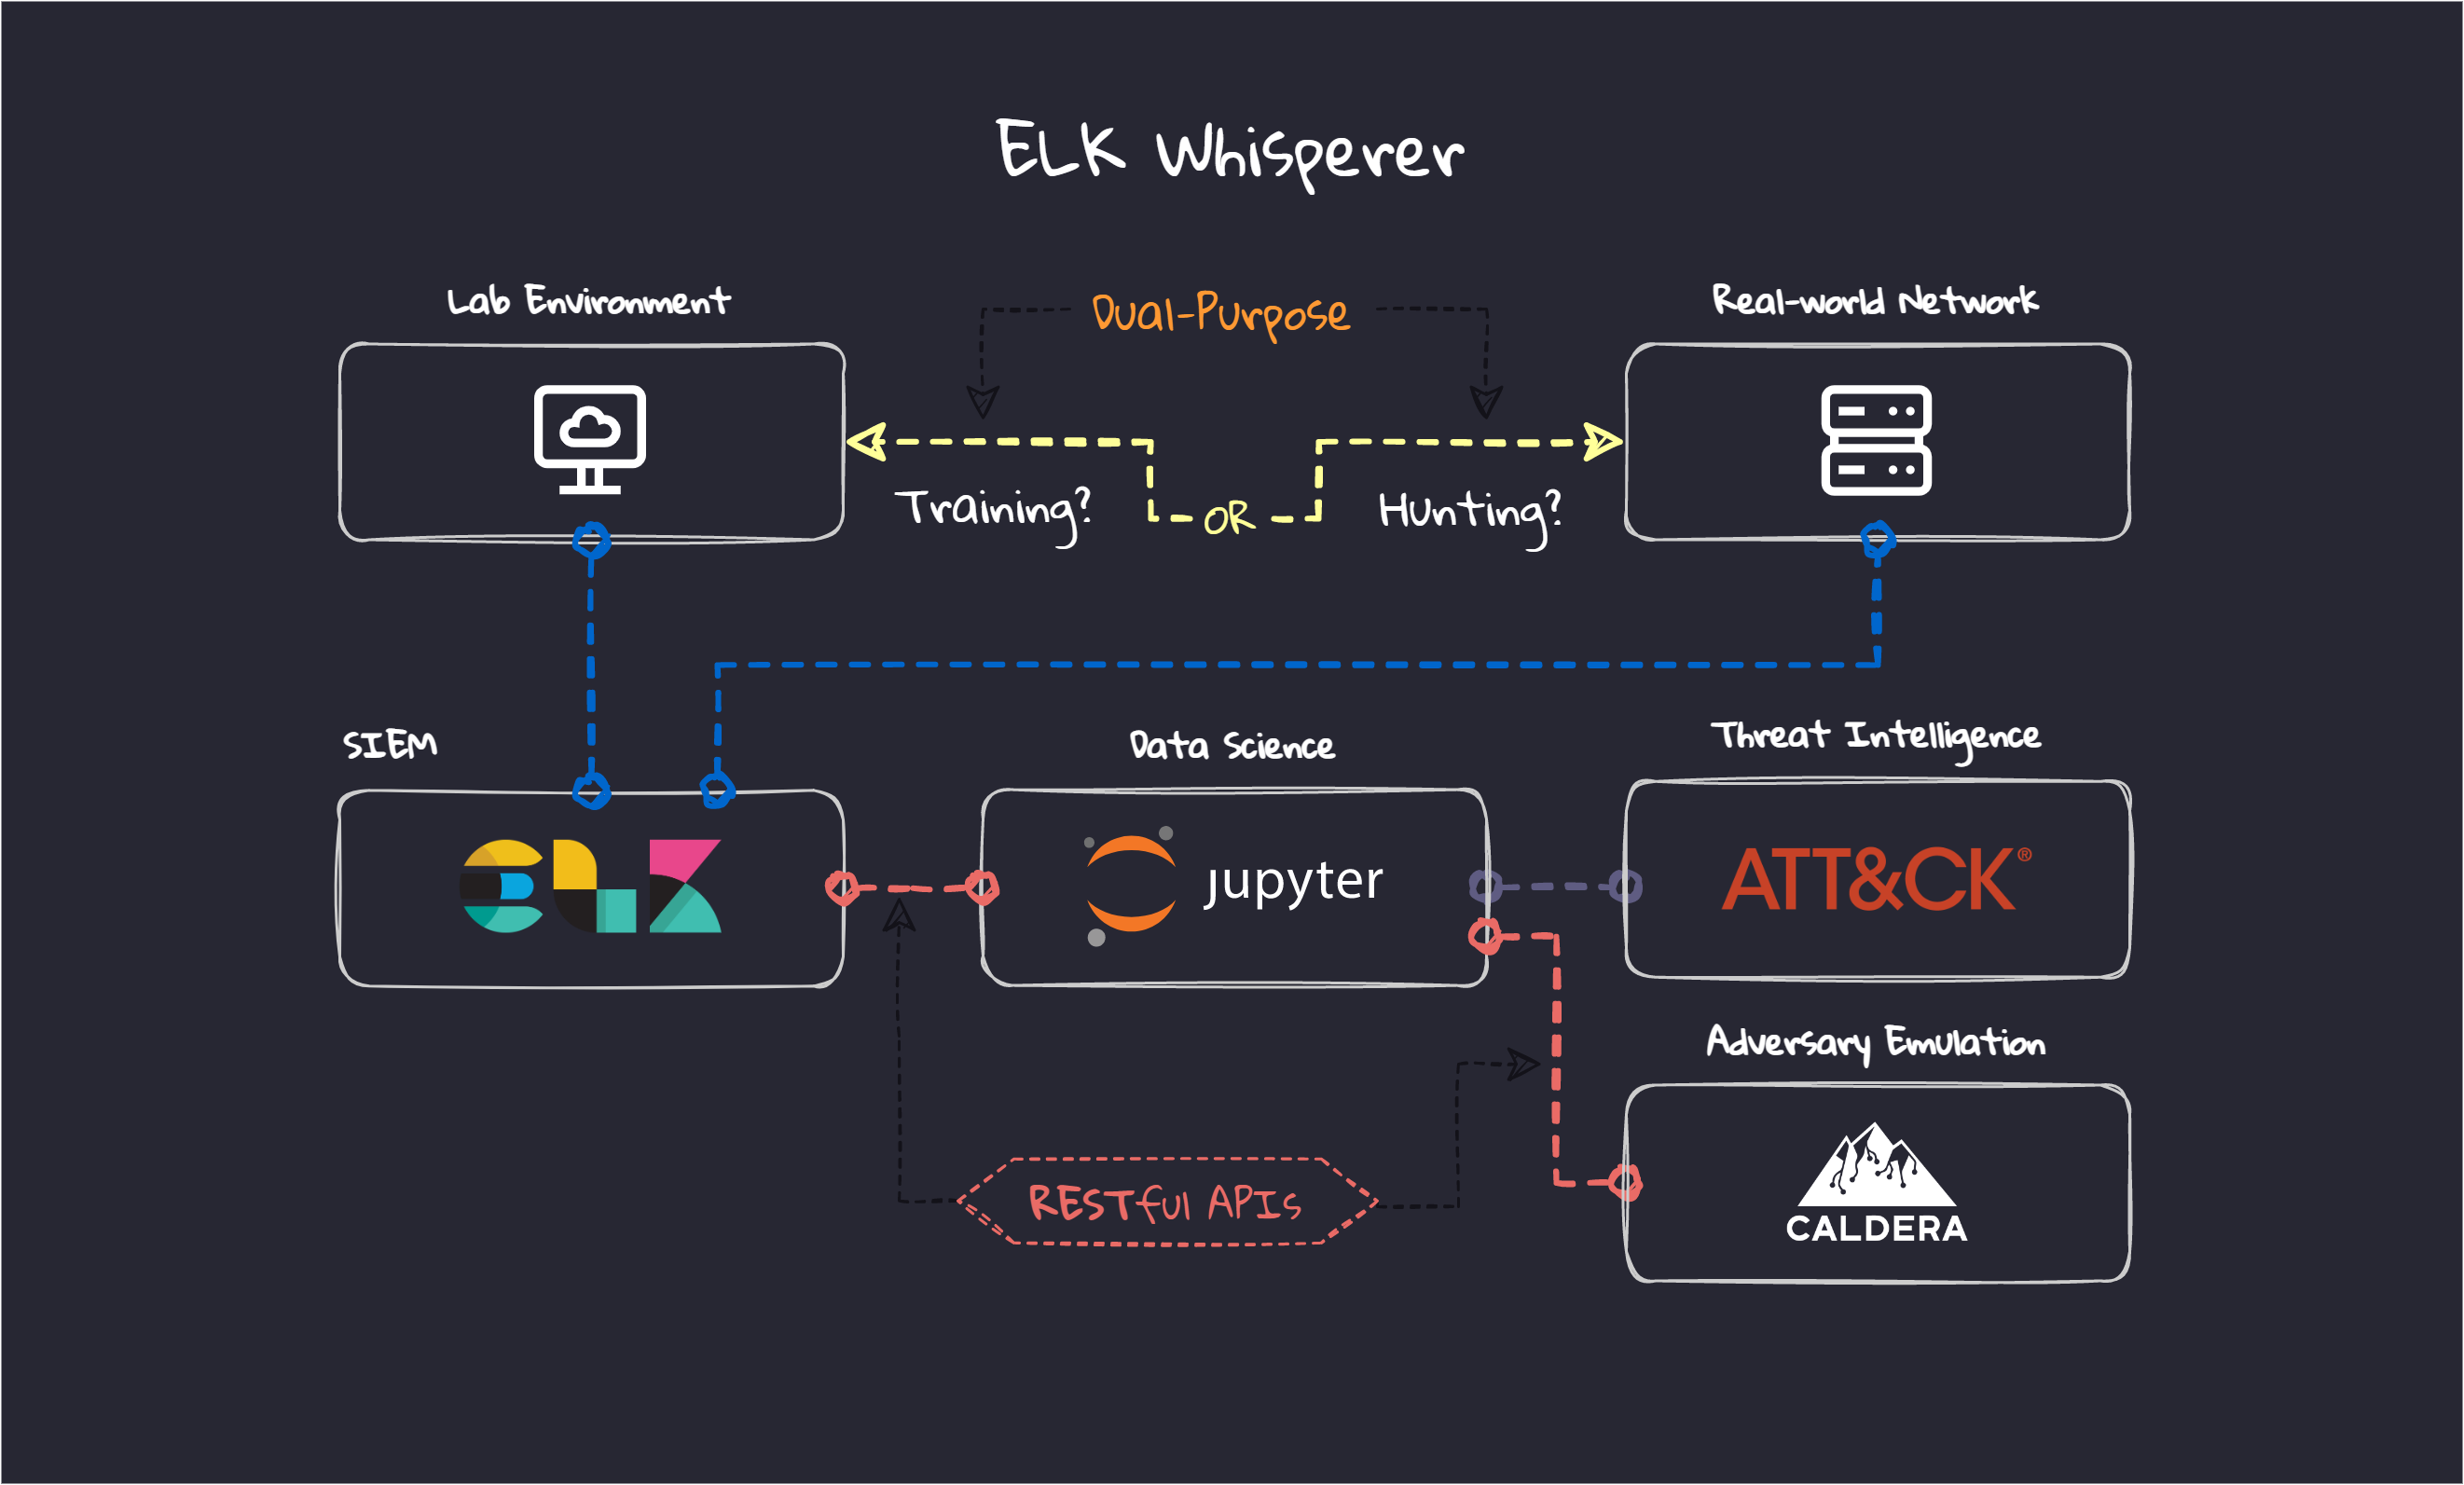 ELK Whisperer
Lab Environment
Dual-Purpose
Real-world Network
Training?
OR
Hunting?
SIEM
Data Science
Threat Intelligence
ELK
jupyter
ATT&CK®
Adversary Emulation
RESTful APIs
CALDERA